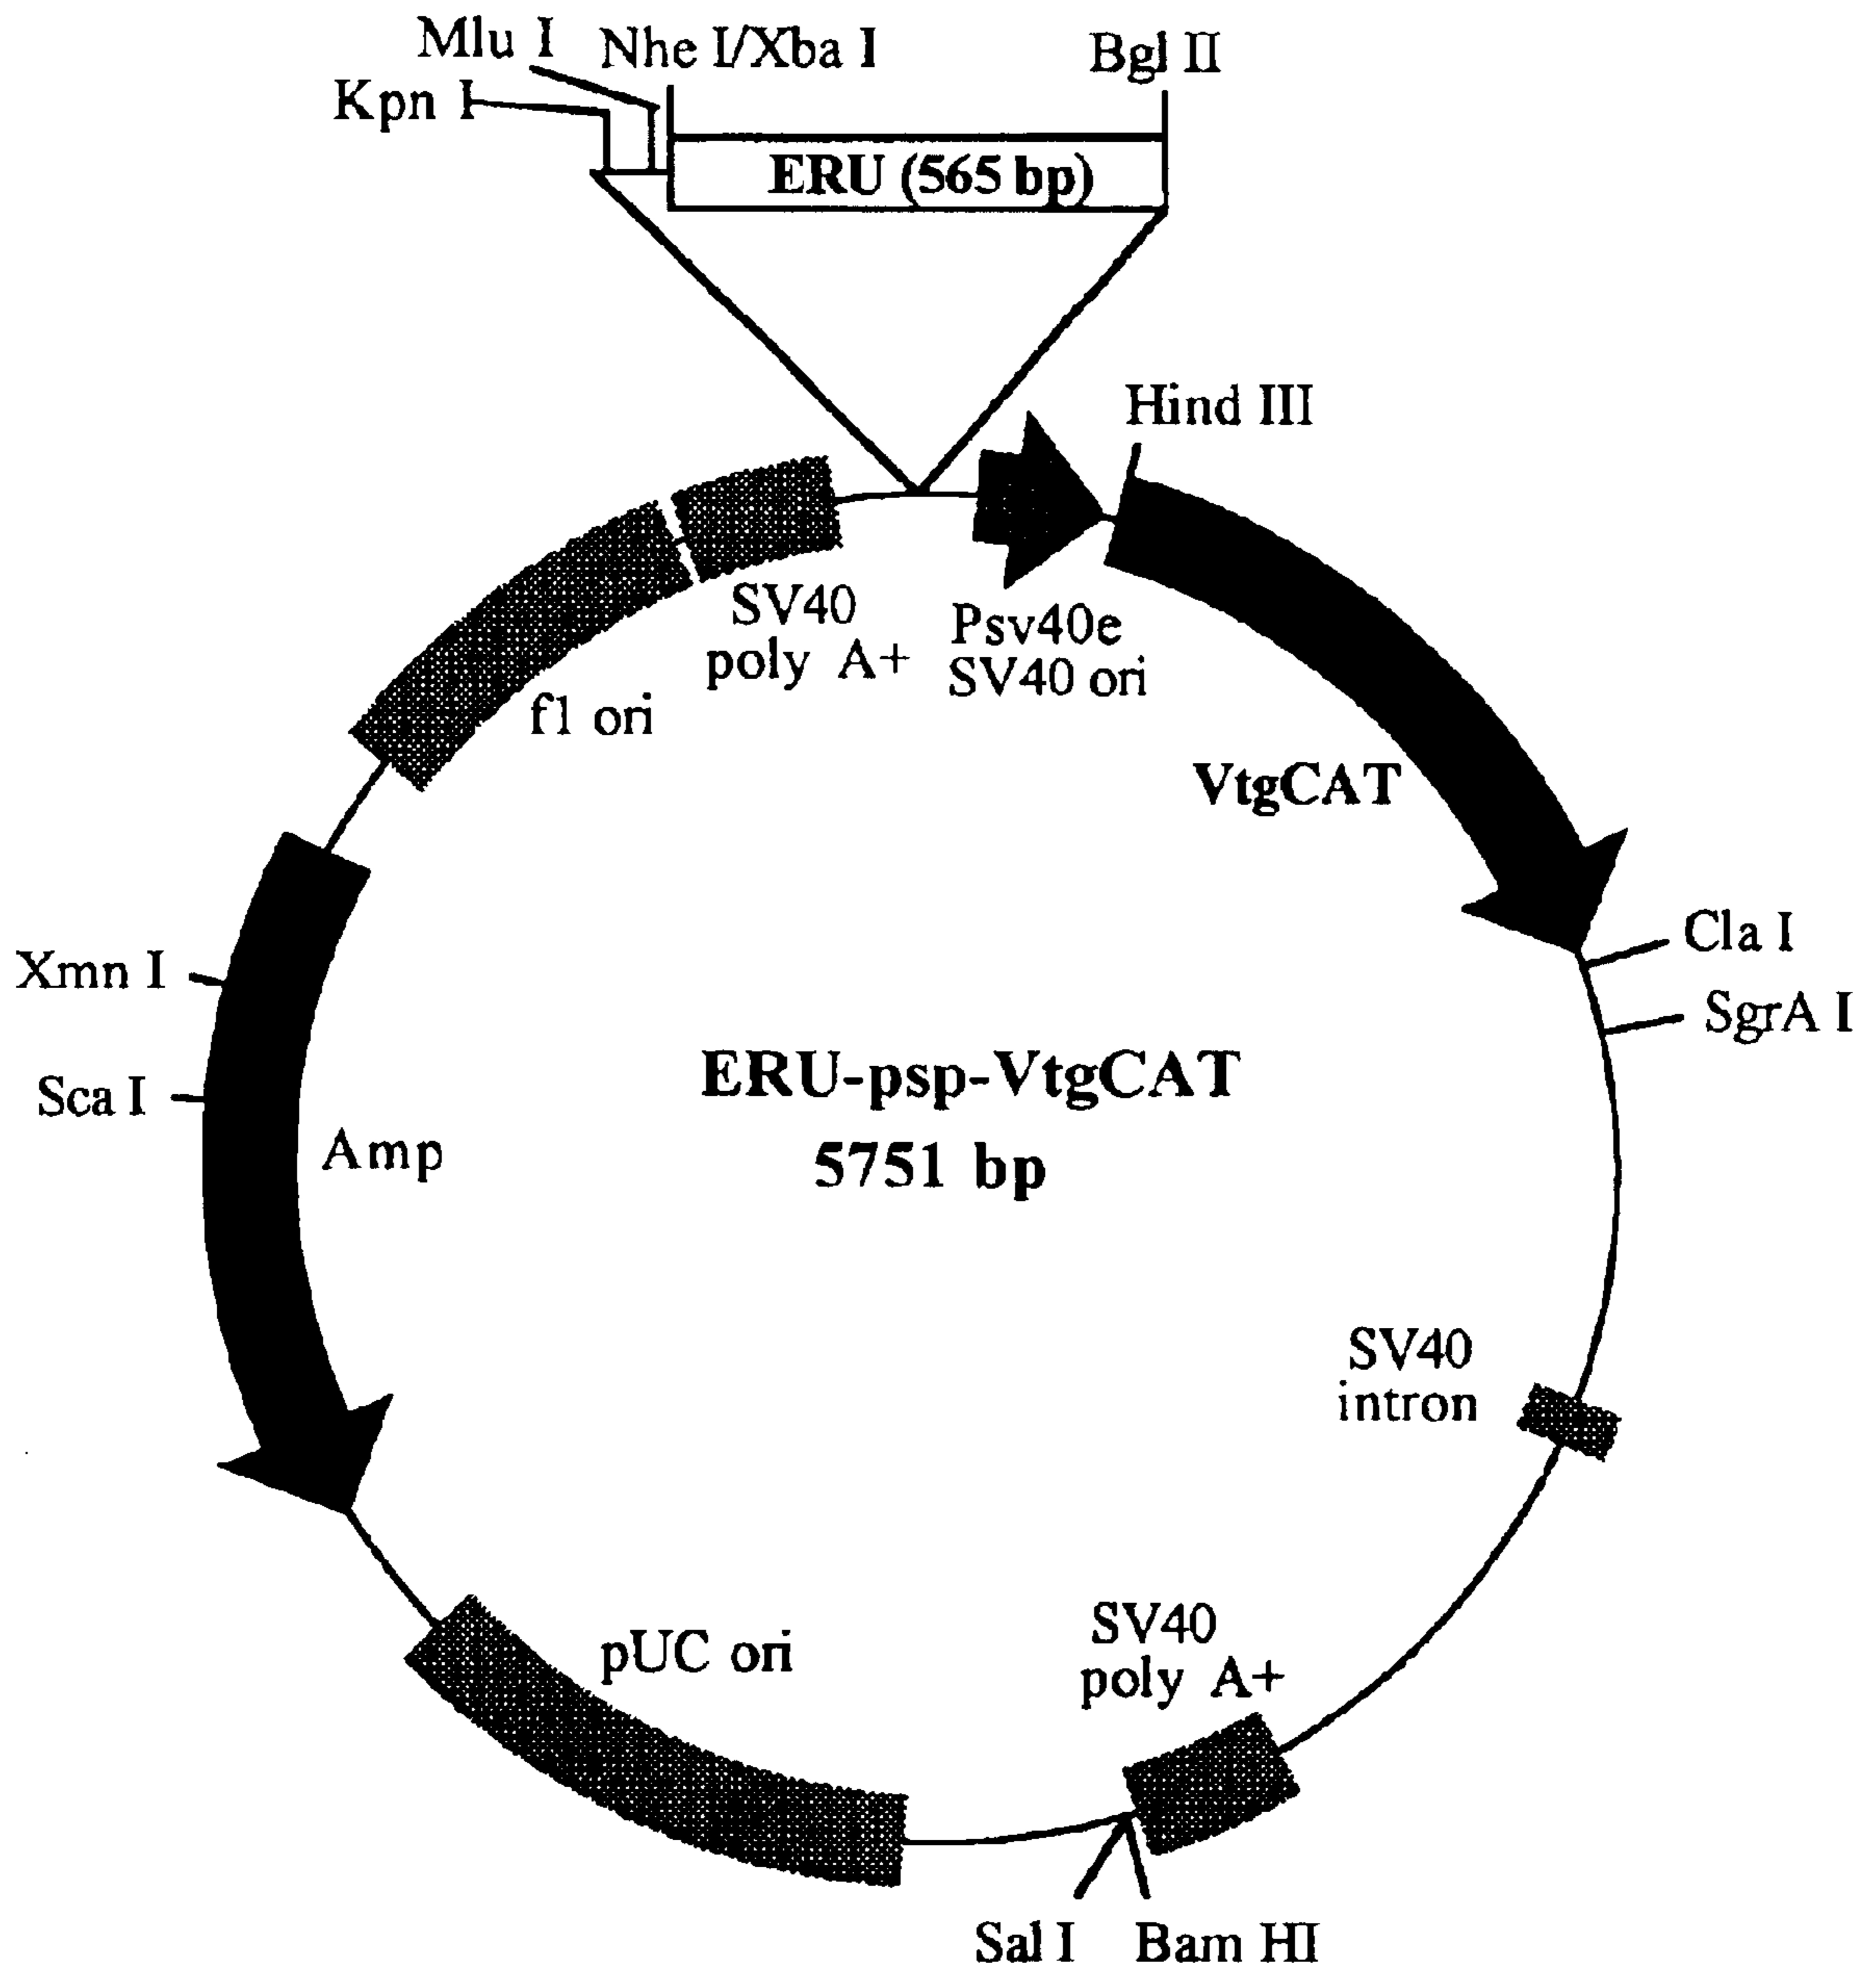 Mlu I
Nhe I/Xba I
Bgl II
Kpn I
ERU (565 bp)
Hind III
SV40
poly A+
Psv40e
SV40 ori
f1 ori
VtgCAT
Cla I
Xmn I
SgrA I
ERU-psp-VtgCAT
5751 bp
Sca I
Amp
SV40
intron
SV40
poly A+
pUC ori
Sal I
Bam HI